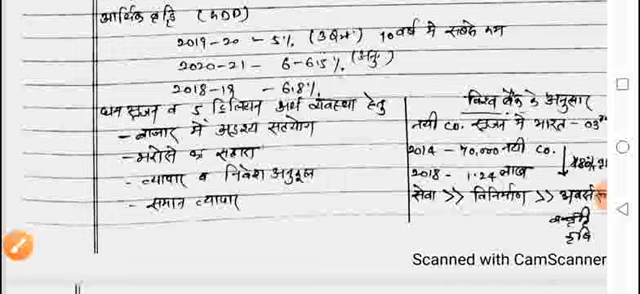 आर्थिक वृद्धि (GDP)
2019-20 - 5% (अनु॰) 10 वर्ष में सबसे कम
2020-21 - 6-6.5% (अनु॰)
2018-19 - 6.8%
धन सृजन व 5 ट्रिलियन अर्थ व्यवस्था हेतु
- बाजार में अदृश्य सहयोग
- भरोसे का सहारा
- व्यापार व निवेश अनुकूल
- समान व्यापार
विश्व बैंक के अनुसार
नयी co. सृजन में भारत - 03rd
2014 - 70,000 नयी co.
2018 - 1.24 लाख
सेवा >> विनिर्माण >> अवसंरचना
कृषि
Scanned with CamScanner